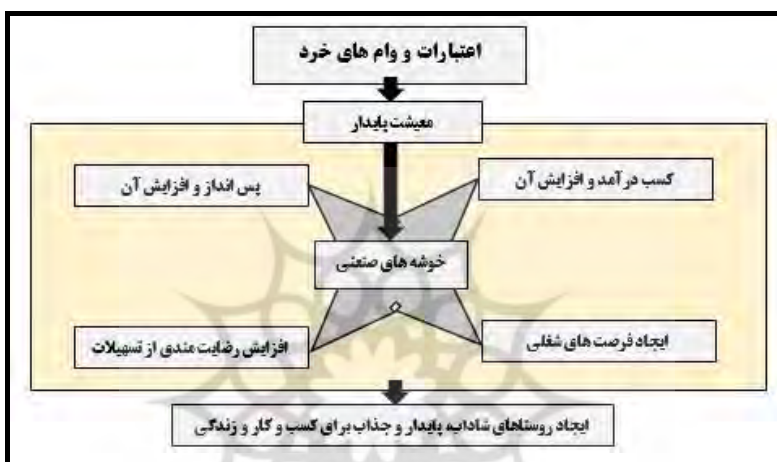 اعتبارات و وام های خرد
معیشت پایدار
کسب درآمد و افزایش آن
پس انداز و افزایش آن
خوشه های صنعتی
ایجاد فرصت های شغلی
افزایش رضایت مندی از تسهیلات
ایجاد روستاهای شاداب، پایدار و جذاب برای کسب و کار و زندگی